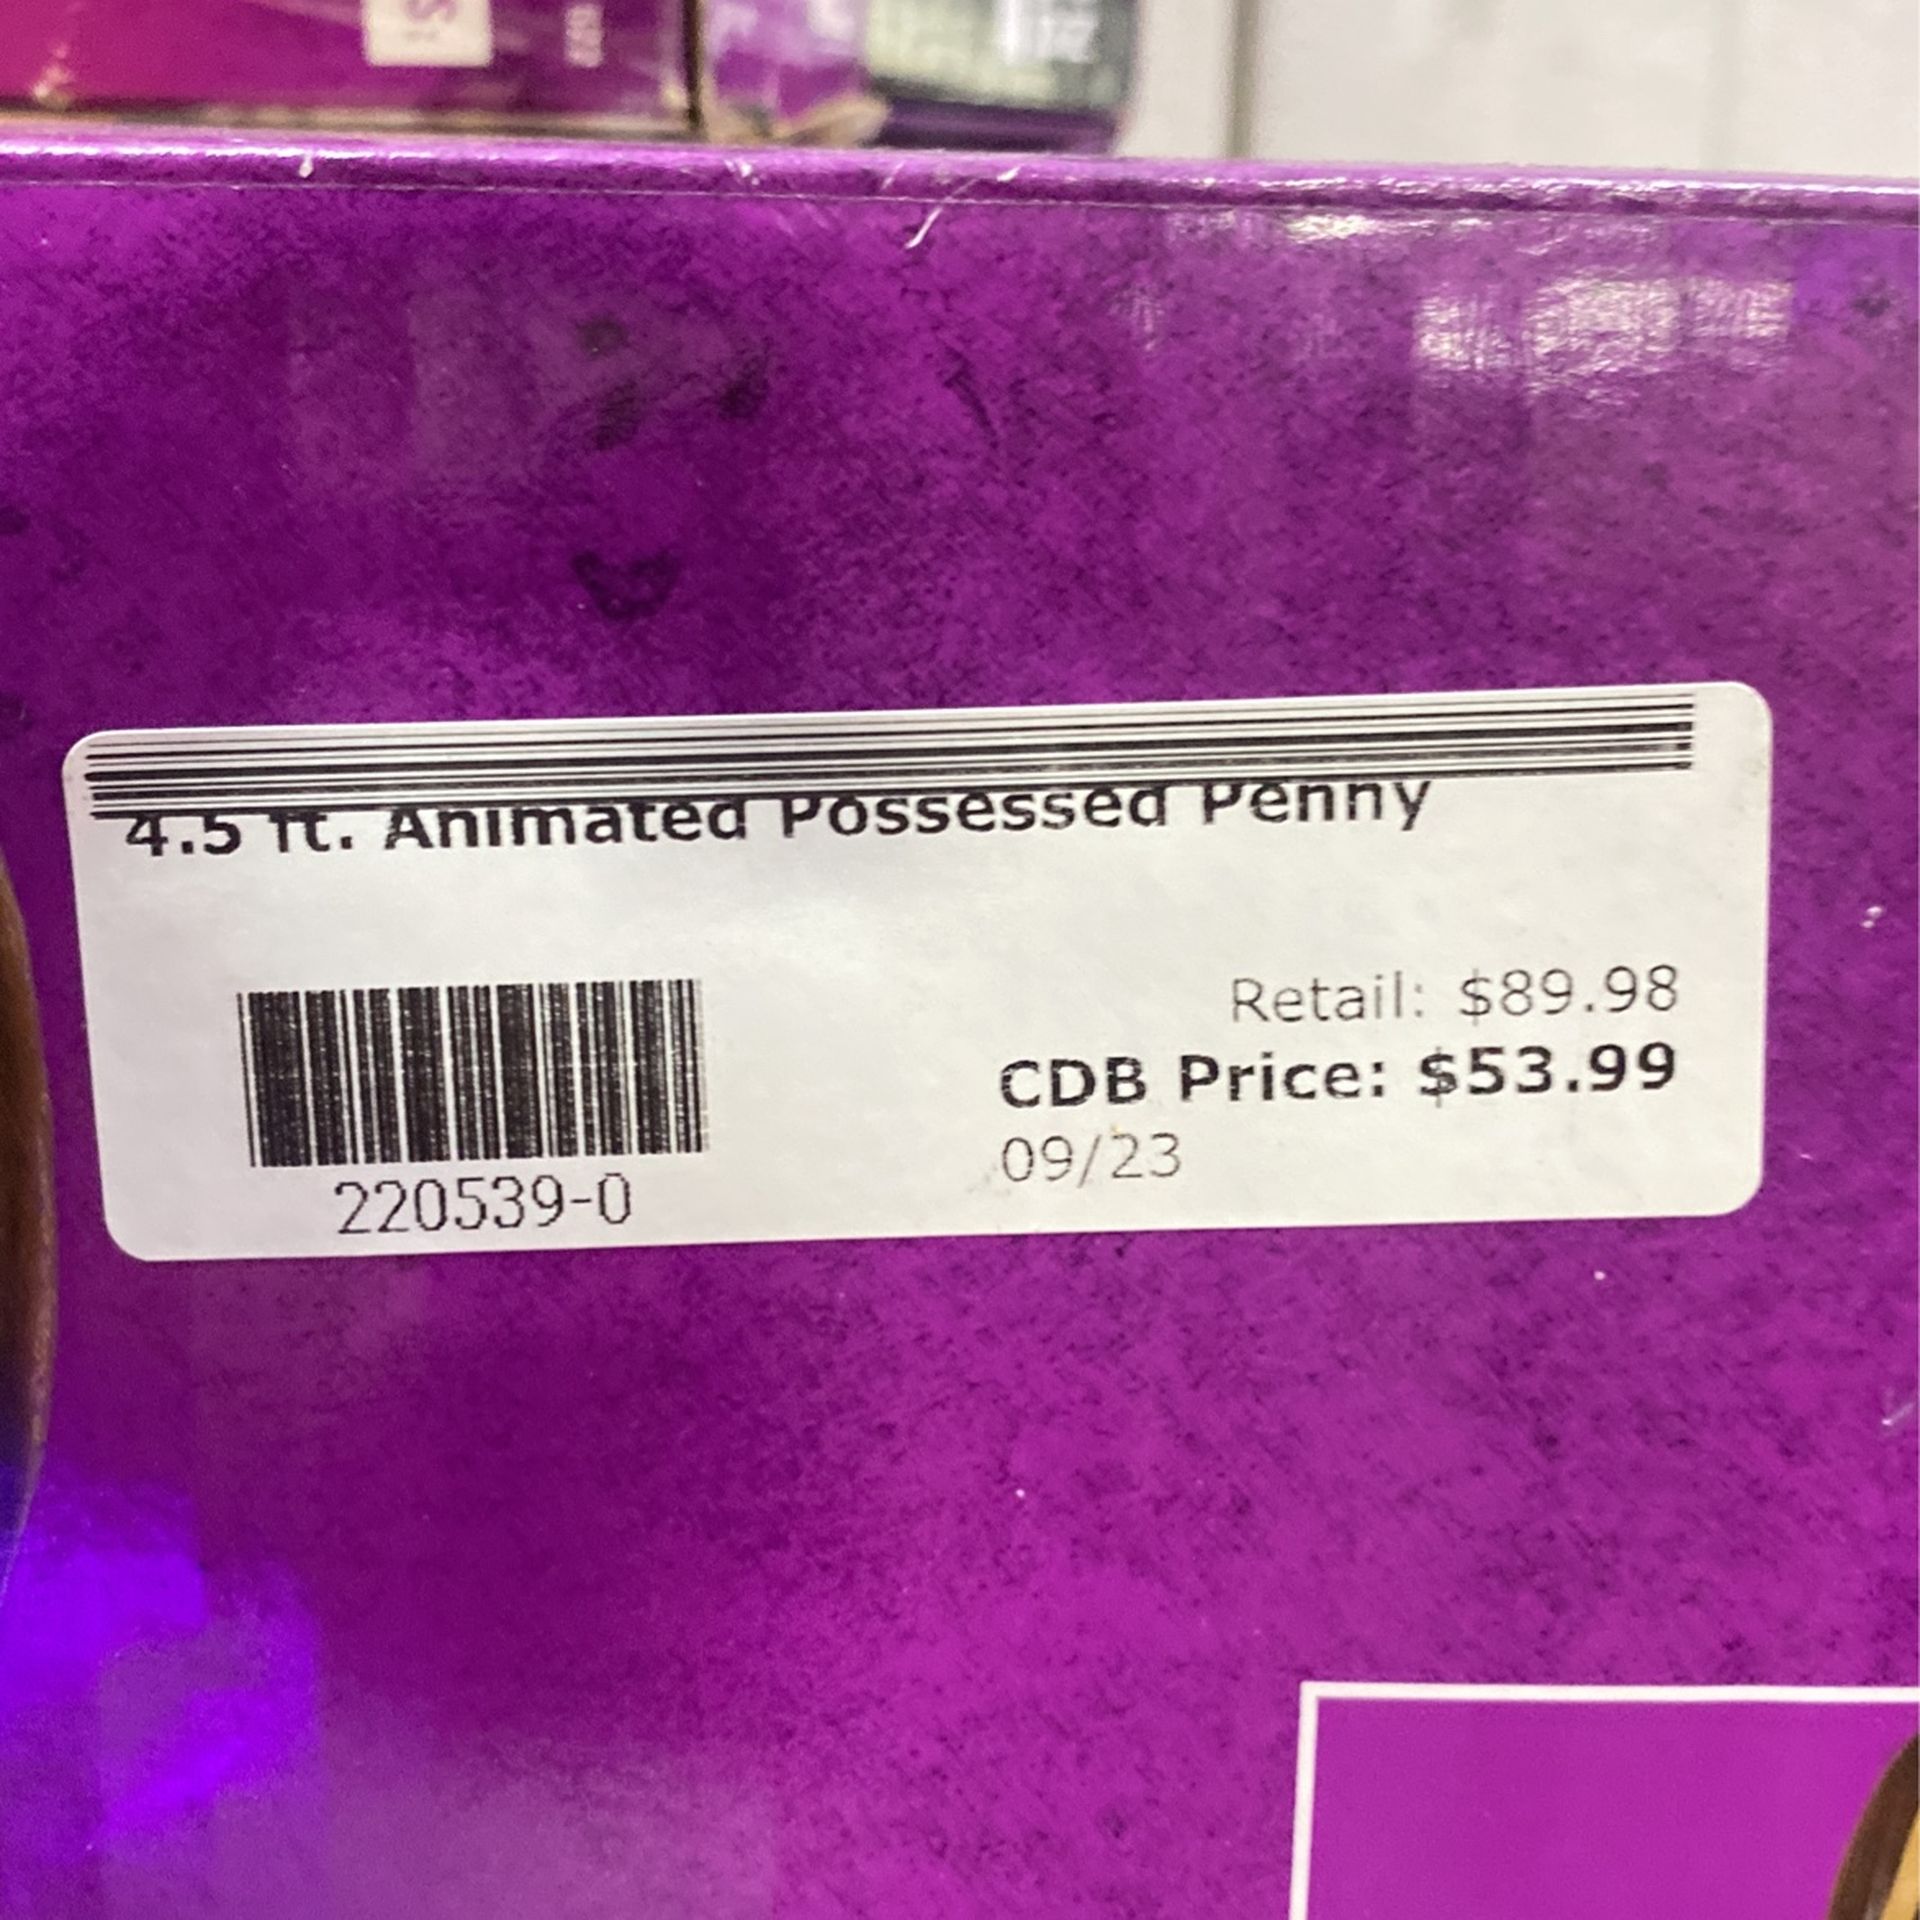 4.5 ft. Animated Possessed Penny
Retail: $89.98
CDB Price: $53.99
09/23
220539-0